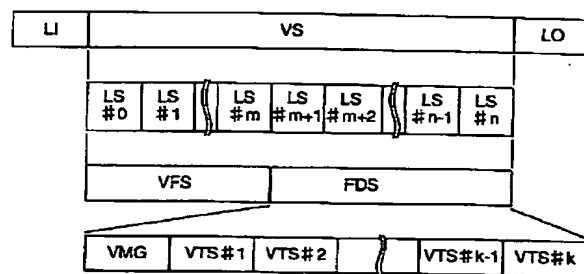 LI VS LO
LS #0 LS #1 LS #m LS #m+1 LS #m+2 LS #n-1 LS #n
VFS FDS
VMG VTS#1 VTS#2 VTS#k-1 VTS#k